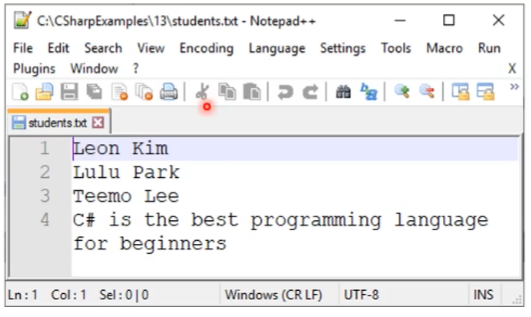 C:\CSharpExamples\13\students.txt - Notepad++
File Edit Search View Encoding Language Settings Tools Macro Run
Plugins Window ? X
students.txt
1 Leon Kim
2 Lulu Park
3 Teemo Lee
4 C# is the best programming language
for beginners
Ln:1 Col:1 Sel:0|0 Windows (CR LF) UTF-8 INS